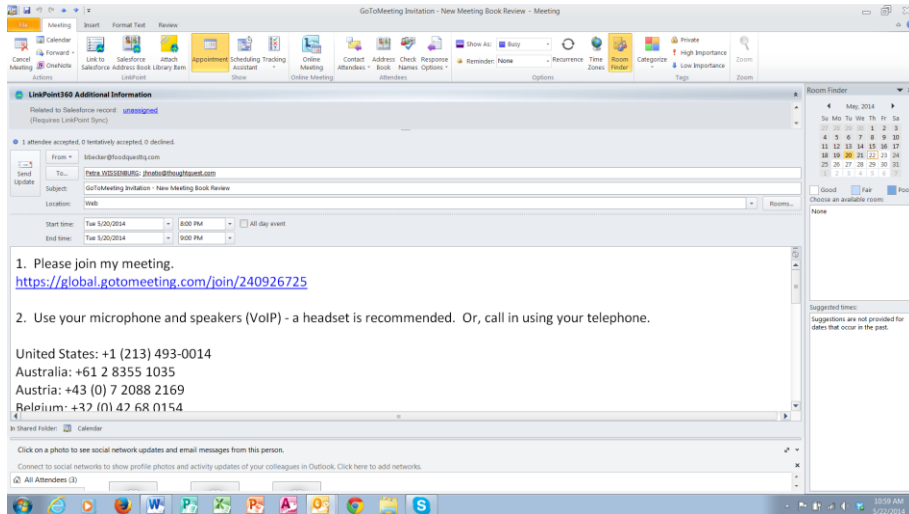 GoToMeeting Invitation - New Meeting Book Review - Meeting
File Meeting Insert Format Text Review
Cancel Meeting
Calendar
Forward
OneNote
Actions
Link to Salesforce
Salesforce Address Book
Attach Library Item
LinkPoint
Appointment
Scheduling Assistant
Tracking
Show
Online Meeting
Online Meeting
Contact Attendees
Address Book
Check Names
Response Options
Attendees
Show As: Busy
Reminder: None
Recurrence
Time Zones
Room Finder
Options
Categorize
Private
High Importance
Low Importance
Tags
Zoom
Zoom
LinkPoint360 Additional Information
Related to Salesforce record: unassigned
(Requires LinkPoint Sync)
1 attendee accepted, 0 tentatively accepted, 0 declined.
Send Update
From bbecker@foodquesttq.com
To... Petra WISSENBURG;
Subject: GoToMeeting Invitation - New Meeting Book Review
Location: Web Rooms...
Start time: Tue 5/20/2014 8:00 PM All day event
End time: Tue 5/20/2014 9:00 PM
1. Please join my meeting.
https://global.gotomeeting.com/join/240926725
2. Use your microphone and speakers (VoIP) - a headset is recommended. Or, call in using your telephone.
United States: +1 (213) 493-0014
Australia: +61 2 8355 1035
Austria: +43 (0) 7 2088 2169
Belgium: +32 (0) 42 68 0154
In Shared Folder: Calendar
Click on a photo to see social network updates and email messages from this person.
Connect to social networks to show profile photos and activity updates of your colleagues in Outlook. Click here to add networks.
All Attendees (3)
Room Finder
May, 2014
Su Mo Tu We Th Fr Sa
27 28 29 30 1 2 3
4 5 6 7 8 9 10
11 12 13 14 15 16 17
18 19 20 21 22 23 24
25 26 27 28 29 30 31
1 2 3 4 5 6 7
Good Fair Poo
Choose an available room:
None
Suggested times:
Suggestions are not provided for
dates that occur in the past.
10:59 AM
5/22/2014